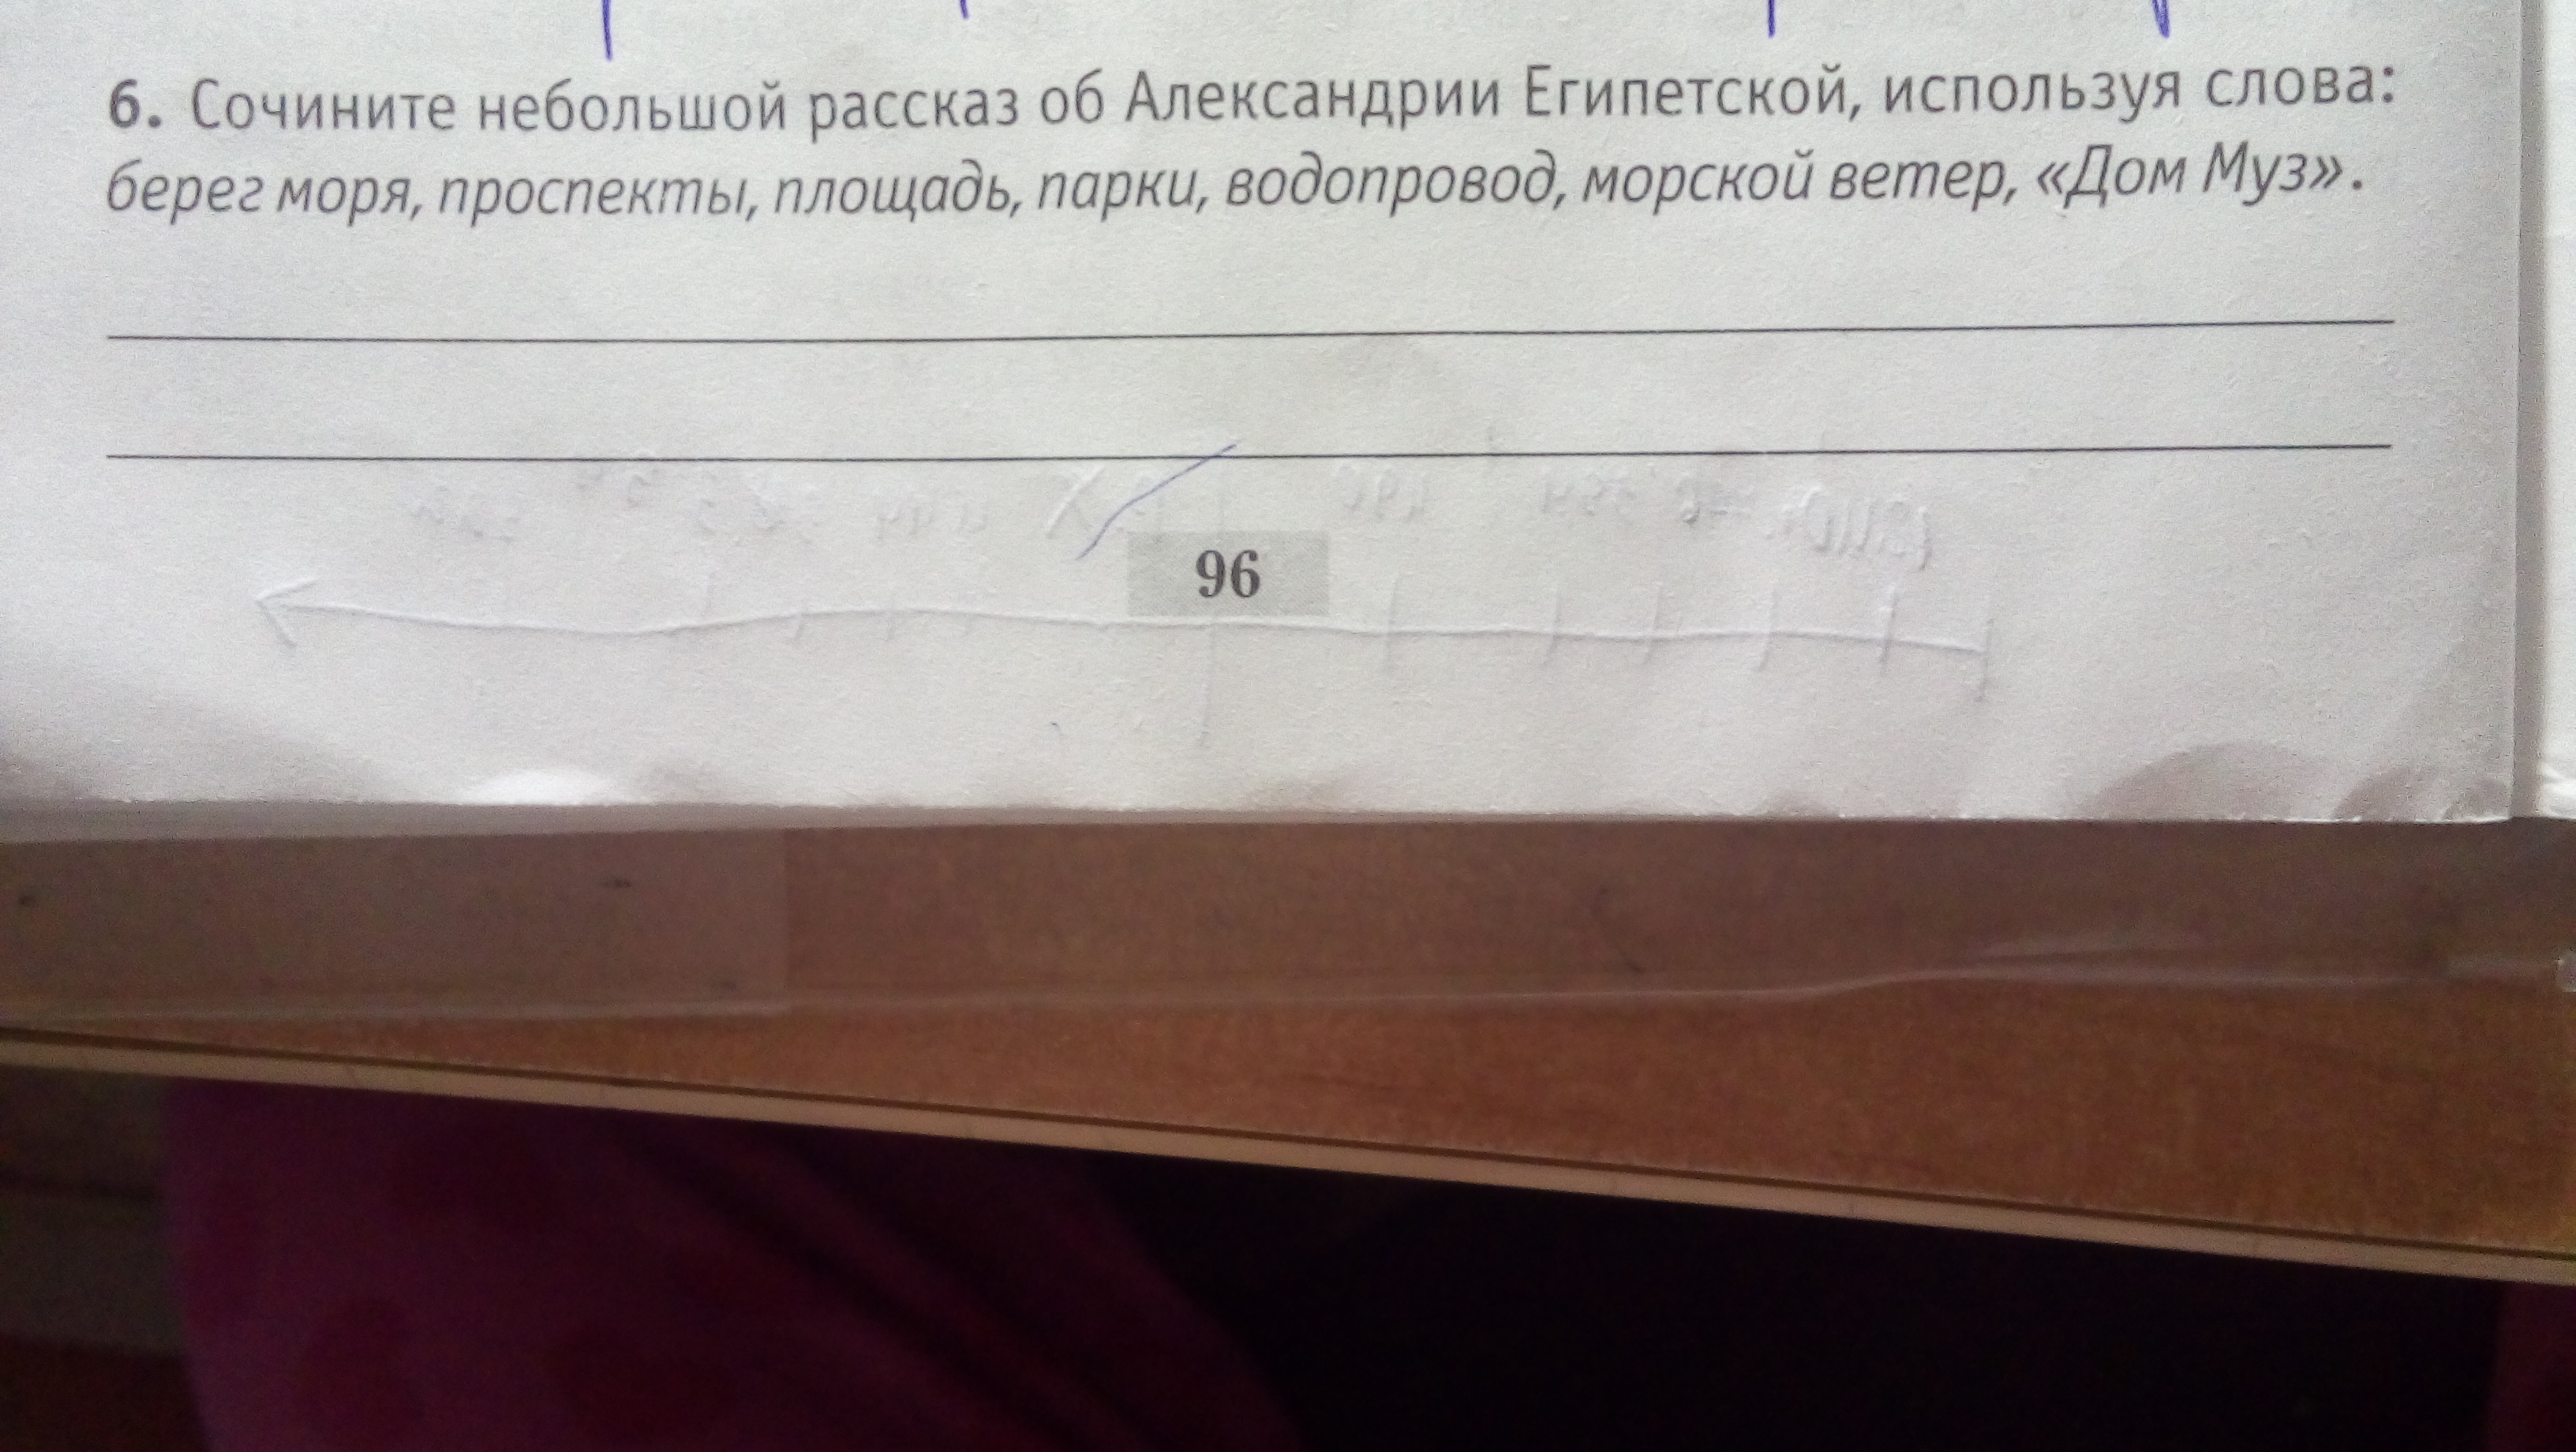 6. Сочините небольшой рассказ об Александрии Египетской, используя слова:
берег моря, проспекты, площадь, парки, водопровод, морской ветер, «Дом Муз».
96